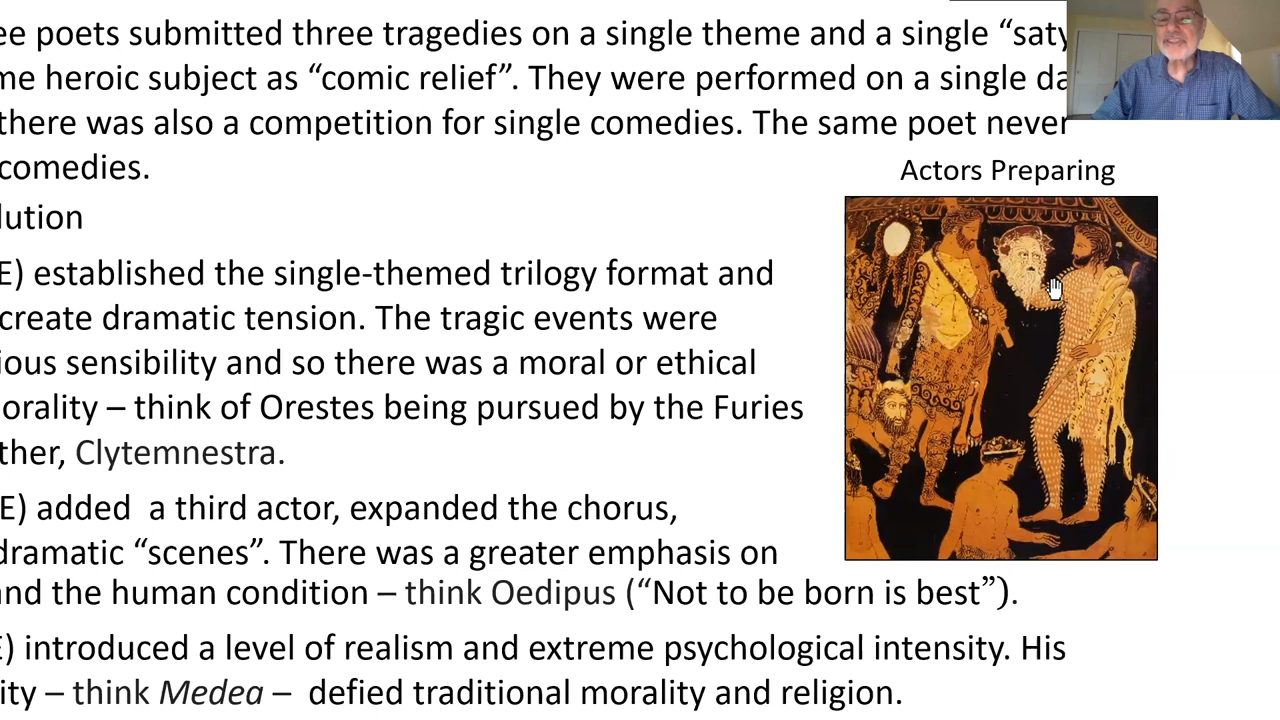 ee poets submitted three tragedies on a single theme and a single “saty
me heroic subject as “comic relief”. They were performed on a single da
there was also a competition for single comedies. The same poet never
comedies.
Actors Preparing
lution
E) established the single-themed trilogy format and
create dramatic tension. The tragic events were
ious sensibility and so there was a moral or ethical
orality – think of Orestes being pursued by the Furies
ther, Clytemnestra.
E) added a third actor, expanded the chorus,
dramatic “scenes”. There was a greater emphasis on
and the human condition – think Oedipus (“Not to be born is best”).
E) introduced a level of realism and extreme psychological intensity. His
ity – think Medea – defied traditional morality and religion.